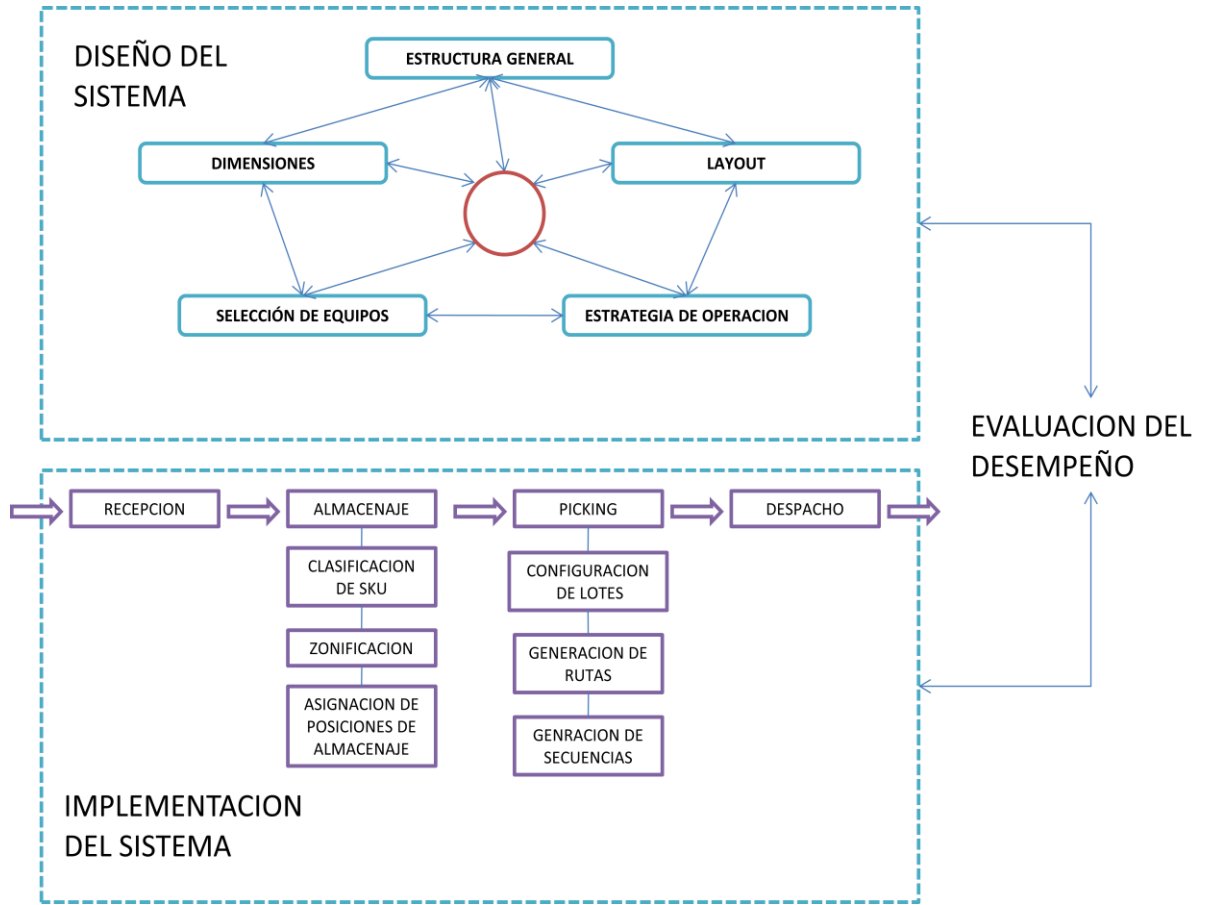 DISEÑO DEL
SISTEMA
ESTRUCTURA GENERAL
DIMENSIONES
LAYOUT
SELECCIÓN DE EQUIPOS
ESTRATEGIA DE OPERACION
EVALUACION DEL
DESEMPEÑO
RECEPCION
ALMACENAJE
PICKING
DESPACHO
CLASIFICACION
DE SKU
ZONIFICACION
ASIGNACION DE
POSICIONES DE
ALMACENAJE
CONFIGURACION
DE LOTES
GENERACION DE
RUTAS
GENRACION DE
SECUENCIAS
IMPLEMENTACION
DEL SISTEMA